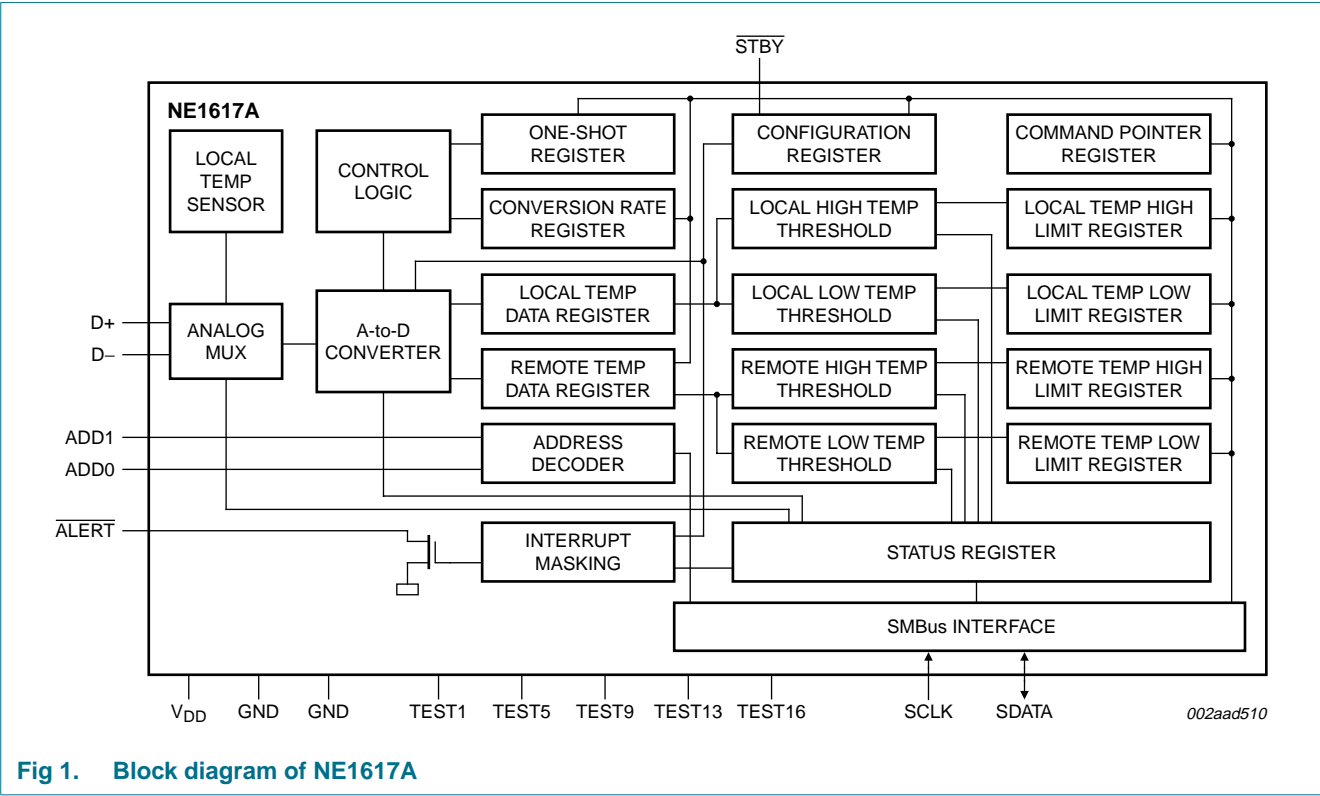 STBY
NE1617A
LOCAL
TEMP
SENSOR
CONTROL
LOGIC
ONE-SHOT
REGISTER
CONFIGURATION
REGISTER
COMMAND POINTER
REGISTER
CONVERSION RATE
REGISTER
LOCAL HIGH TEMP
THRESHOLD
LOCAL TEMP HIGH
LIMIT REGISTER
D+
D−
ANALOG
MUX
A-to-D
CONVERTER
LOCAL TEMP
DATA REGISTER
LOCAL LOW TEMP
THRESHOLD
LOCAL TEMP LOW
LIMIT REGISTER
REMOTE TEMP
DATA REGISTER
REMOTE HIGH TEMP
THRESHOLD
REMOTE TEMP HIGH
LIMIT REGISTER
ADD1
ADD0
ADDRESS
DECODER
REMOTE LOW TEMP
THRESHOLD
REMOTE TEMP LOW
LIMIT REGISTER
ALERT
INTERRUPT
MASKING
STATUS REGISTER
SMBus INTERFACE
VDD GND GND TEST1 TEST5 TEST9 TEST13 TEST16 SCLK SDATA 002aad510
Fig 1. Block diagram of NE1617A